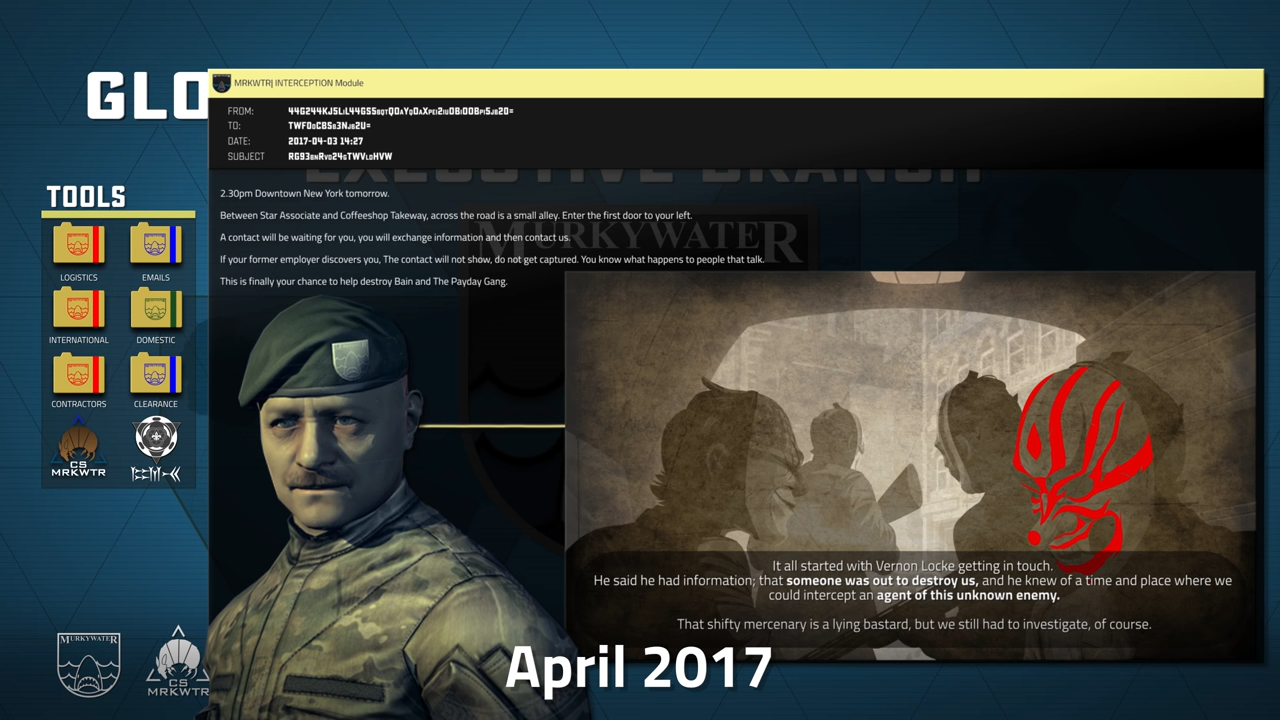 GLO
MRKWTR| INTERCEPTION Module
FROM:
TO:
DATE: 2017-04-03 14:27
SUBJECT
EXECUTIVE BRANCH
TOOLS
2.30pm Downtown New York tomorrow.
Between Star Associate and Coffeeshop Takeway, across the road is a small alley. Enter the first door to your left.
A contact will be waiting for you, you will exchange information and then contact us.
MURKYWATER
If your former employer discovers you, The contact will not show, do not get captured. You know what happens to people that talk.
This is finally your chance to help destroy Bain and The Payday Gang.
LOGISTICS
EMAILS
INTERNATIONAL
DOMESTIC
CONTRACTORS
CLEARANCE
CS
MRKWTR
It all started with Vernon Locke getting in touch.
He said he had information; that someone was out to destroy us, and he knew of a time and place where we
could intercept an agent of this unknown enemy.
That shifty mercenary is a lying bastard, but we still had to investigate, of course.
MURKYWATER
CS
MRKWTR
April 2017